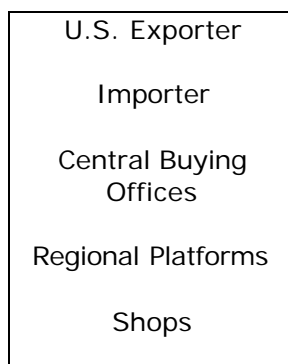 U.S. Exporter
Importer
Central Buying
Offices
Regional Platforms
Shops